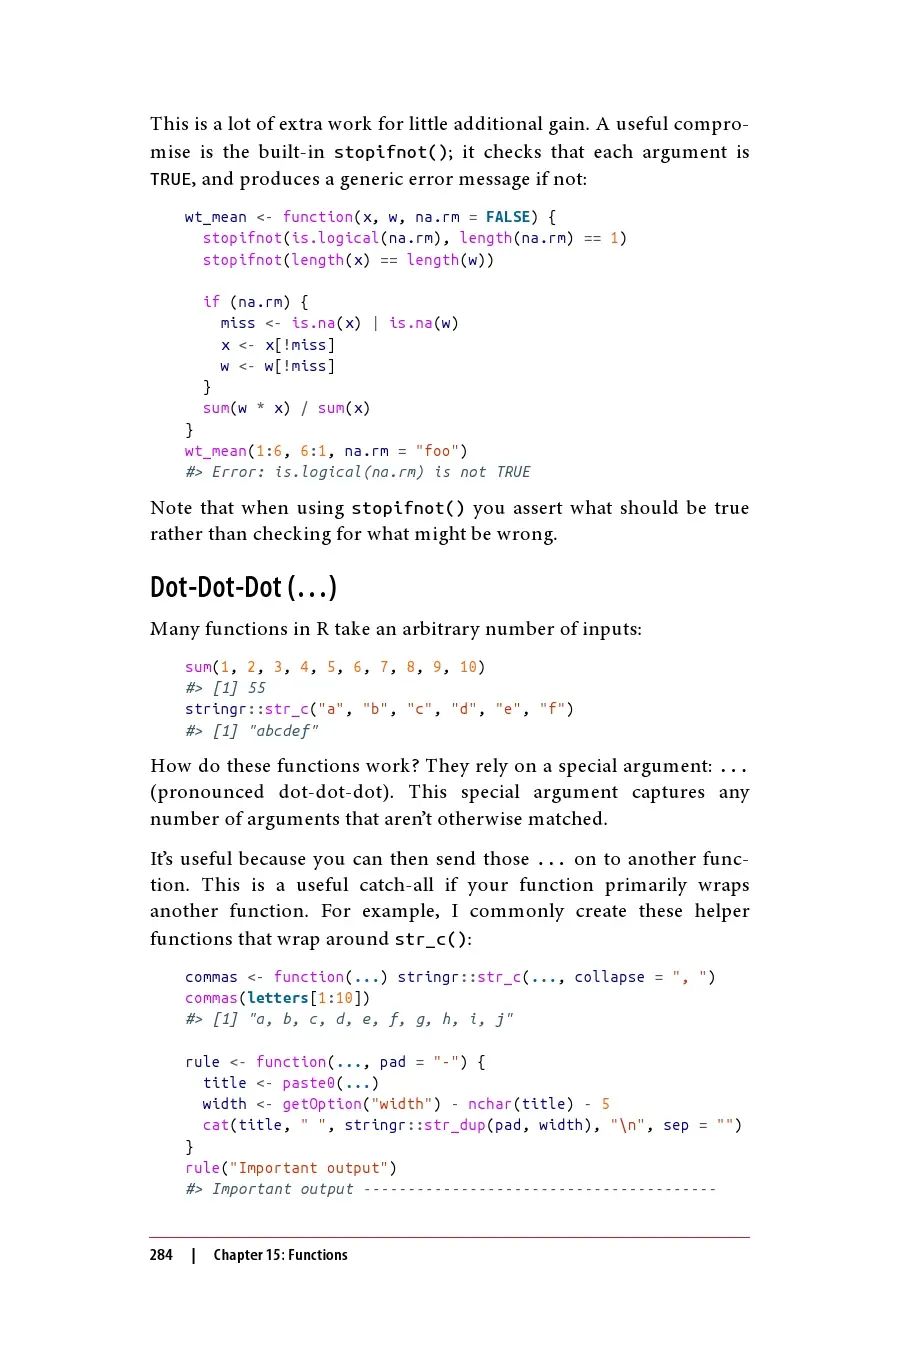 This is a lot of extra work for little additional gain. A useful compro-
mise is the built-in stopifnot(); it checks that each argument is
TRUE, and produces a generic error message if not:
wt_mean <- function(x, w, na.rm = FALSE) {
  stopifnot(is.logical(na.rm), length(na.rm) == 1)
  stopifnot(length(x) == length(w))

  if (na.rm) {
    miss <- is.na(x) | is.na(w)
    x <- x[!miss]
    w <- w[!miss]
  }
  sum(w * x) / sum(x)
}
wt_mean(1:6, 6:1, na.rm = "foo")
#> Error: is.logical(na.rm) is not TRUE
Note that when using stopifnot() you assert what should be true
rather than checking for what might be wrong.
Dot-Dot-Dot (...)
Many functions in R take an arbitrary number of inputs:
sum(1, 2, 3, 4, 5, 6, 7, 8, 9, 10)
#> [1] 55
stringr::str_c("a", "b", "c", "d", "e", "f")
#> [1] "abcdef"
How do these functions work? They rely on a special argument: ...
(pronounced dot-dot-dot). This special argument captures any
number of arguments that aren't otherwise matched.
It's useful because you can then send those ... on to another func-
tion. This is a useful catch-all if your function primarily wraps
another function. For example, I commonly create these helper
functions that wrap around str_c():
commas <- function(...) stringr::str_c(..., collapse = ", ")
commas(letters[1:10])
#> [1] "a, b, c, d, e, f, g, h, i, j"

rule <- function(..., pad = "-") {
  title <- paste0(...)
  width <- getOption("width") - nchar(title) - 5
  cat(title, " ", stringr::str_dup(pad, width), "\n", sep = "")
}
rule("Important output")
#> Important output ----------------------------------------
284 | Chapter 15: Functions